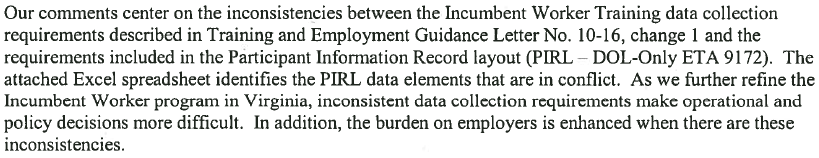 Our comments center on the inconsistencies between the Incumbent Worker Training data collection
requirements described in Training and Employment Guidance Letter No. 10-16, change 1 and the
requirements included in the Participant Information Record layout (PIRL – DOL-Only ETA 9172). The
attached Excel spreadsheet identifies the PIRL data elements that are in conflict. As we further refine the
Incumbent Worker program in Virginia, inconsistent data collection requirements make operational and
policy decisions more difficult. In addition, the burden on employers is enhanced when there are these
inconsistencies.